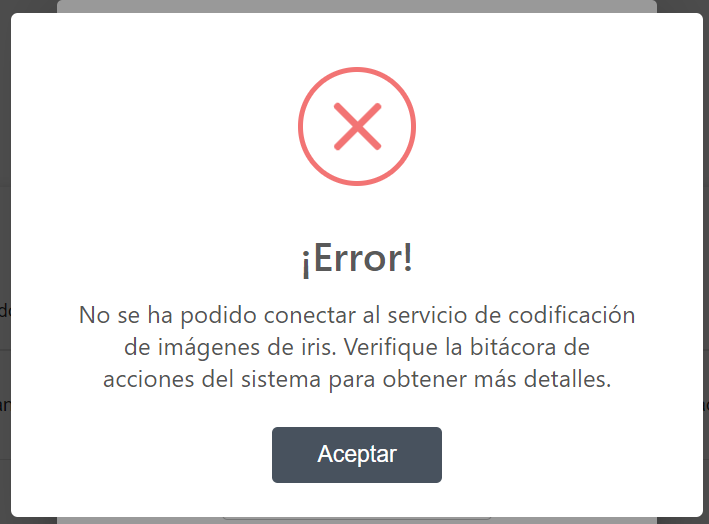 ¡Error!
No se ha podido conectar al servicio de codificación
de imágenes de iris. Verifique la bitácora de
acciones del sistema para obtener más detalles.
Aceptar